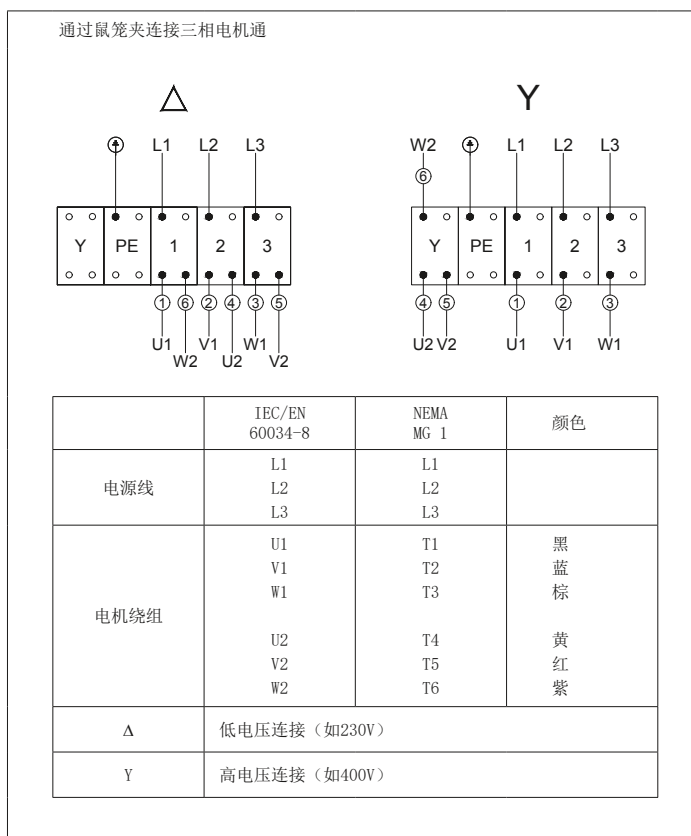 通过鼠笼夹连接三相电机通
△ Y
L1 L2 L3 W2 L1 L2 L3
⑥
Y PE 1 2 3 Y PE 1 2 3
① ⑥ ② ④ ③ ⑤ ④ ⑤ ① ② ③
U1 W2 V1 U2 W1 V2 U2 V2 U1 V1 W1
IEC/EN NEMA 颜色
60034-8 MG 1
电源线
L1 L1
L2 L2
L3 L3
电机绕组
U1 T1 黑
V1 T2 蓝
W1 T3 棕
U2 T4 黄
V2 T5 红
W2 T6 紫
Δ 低电压连接（如230V）
Y 高电压连接（如400V）